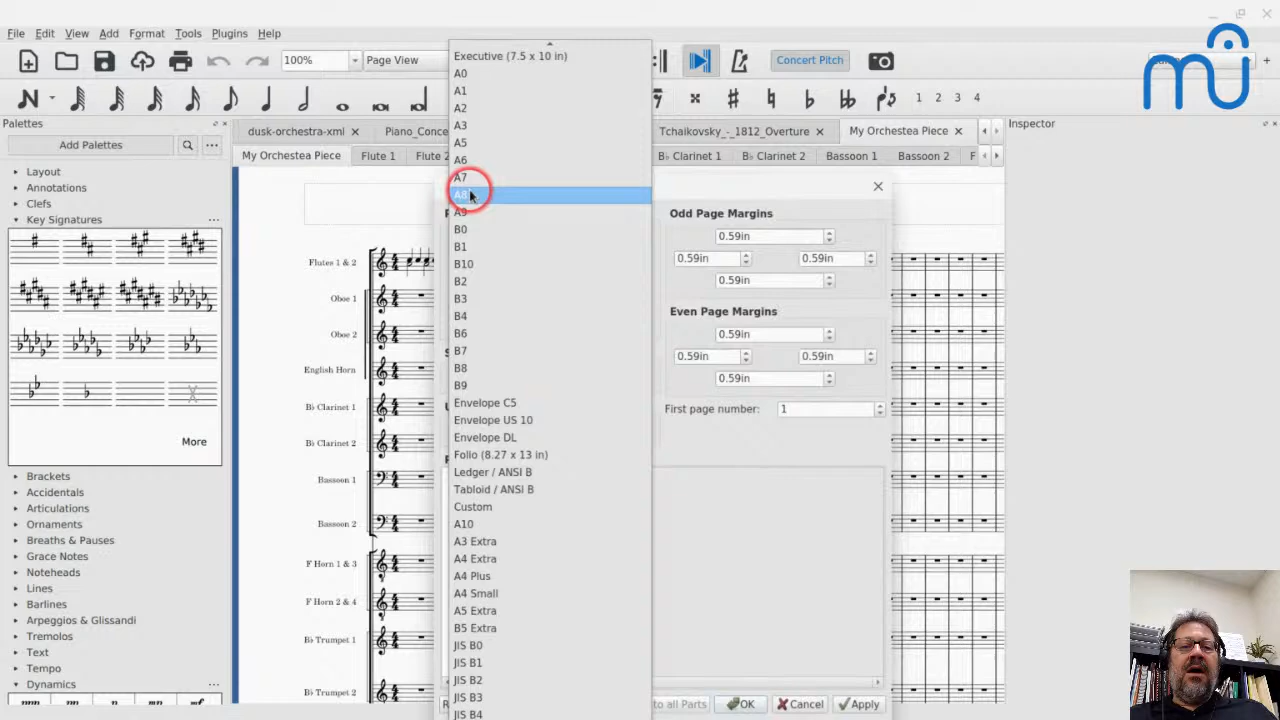 File Edit View Add Format Tools Plugins Help
100% Page View Concert Pitch
1 2 3 4
Palettes
Add Palettes
Layout
Annotations
Clefs
Key Signatures
More
Brackets
Accidentals
Articulations
Ornaments
Breaths & Pauses
Grace Notes
Noteheads
Lines
Barlines
Arpeggios & Glissandi
Tremolos
Text
Tempo
Dynamics
dusk-orchestra-xml Piano_Conce Tchaikovsky_-_1812_Overture My Orchestea Piece
My Orchestea Piece Flute 1 Flute 2 B♭ Clarinet 1 B♭ Clarinet 2 Bassoon 1 Bassoon 2 F
Flutes 1 & 2
Oboe 1
Oboe 2
English Horn
B♭ Clarinet 1
B♭ Clarinet 2
Bassoon 1
Bassoon 2
F Horn 1 & 3
F Horn 2 & 4
B♭ Trumpet 1
B♭ Trumpet 2
Executive (7.5 x 10 in)
A0
A1
A2
A3
A5
A6
A7
A8
A9
B0
B1
B10
B2
B3
B4
B6
B7
B8
B9
Envelope C5
Envelope US 10
Envelope DL
Folio (8.27 x 13 in)
Ledger / ANSI B
Tabloid / ANSI B
Custom
A10
A3 Extra
A4 Extra
A4 Plus
A4 Small
A5 Extra
B5 Extra
JIS B0
JIS B1
JIS B2
JIS B3
JIS B4
Odd Page Margins
0.59in
0.59in 0.59in
0.59in
Even Page Margins
0.59in
0.59in 0.59in
0.59in
First page number: 1
to all Parts OK Cancel Apply
Inspector